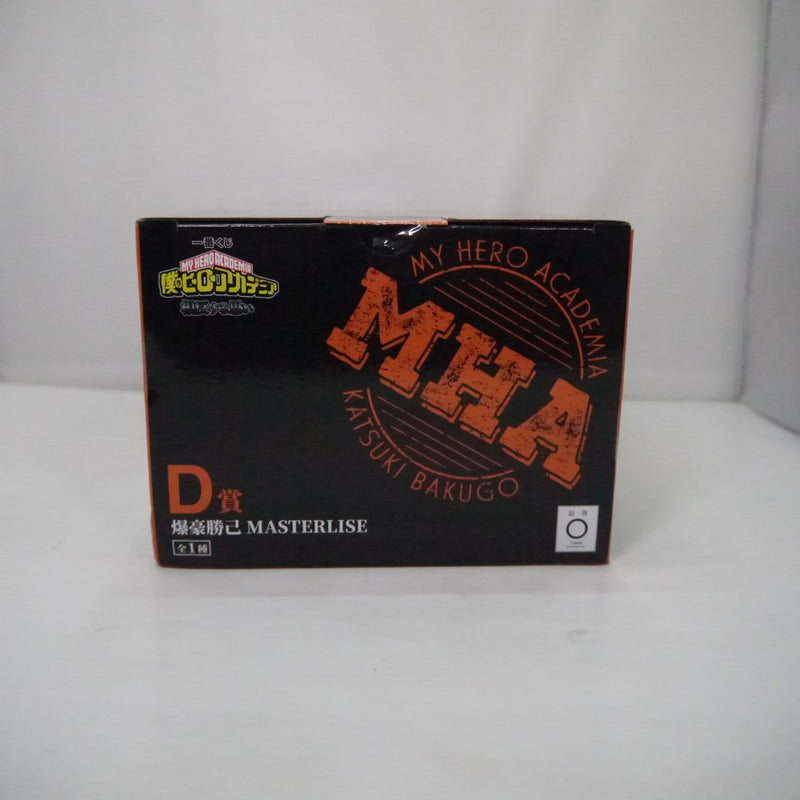 一番くじ
MY HERO ACADEMIA
僕のヒーローアカデミア
MY HERO ACADEMIA
MHA
KATSUKI BAKUGO
D賞
爆豪勝己 MASTERLISE
全1種